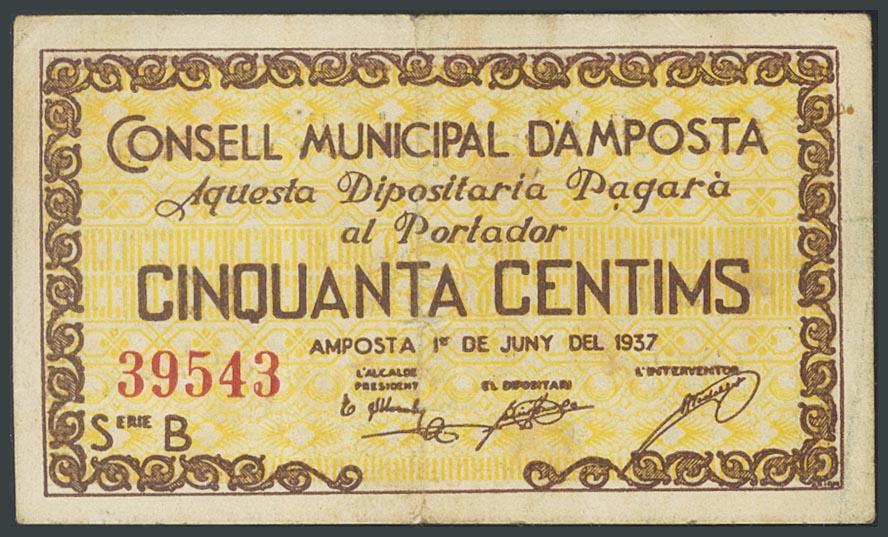 CONSELL MUNICIPAL D'AMPOSTA
Aquesta Dipositaria Pagarà
al Portador
CINQUANTA CENTIMS
AMPOSTA 1er DE JUNY DEL 1937
39543
L'ALCALDE
PRESIDENT
EL DIPOSITARI
L'INTERVENTOR
SERIE B